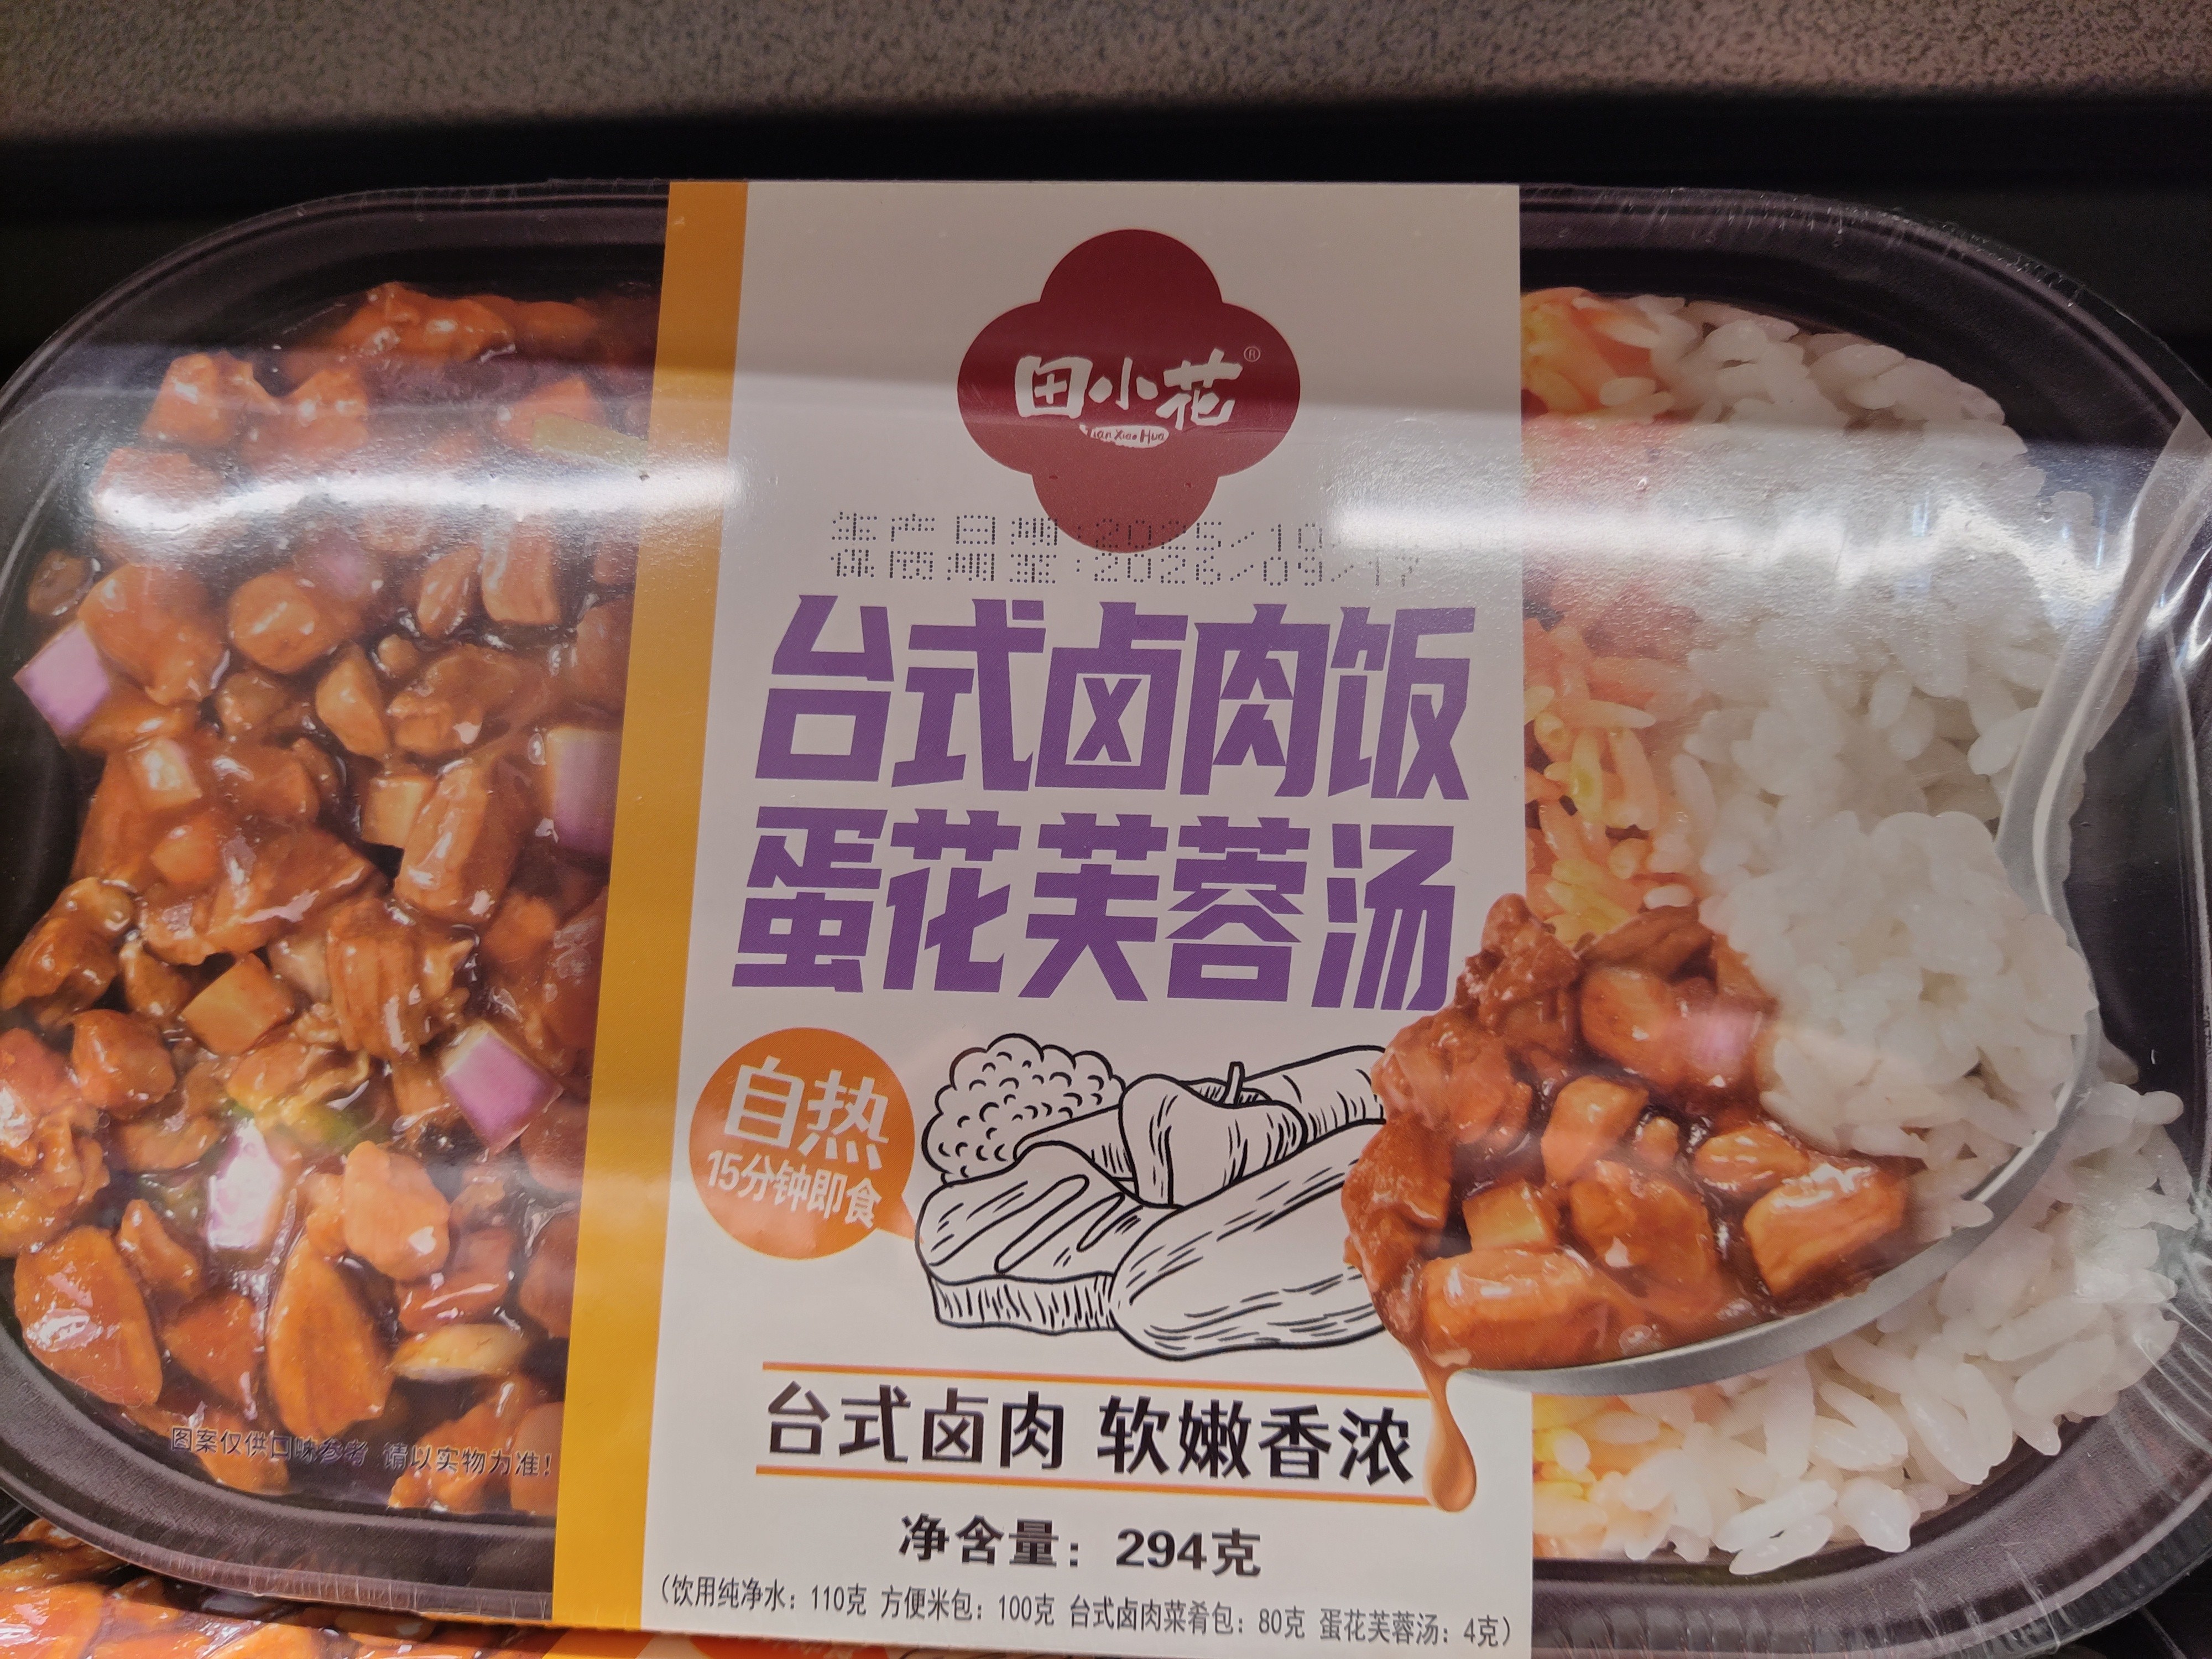 田小花®
Tian Xiao Hua
生产日期:2025/10
保质期至:2026/09/17
台式卤肉饭
蛋花芙蓉汤
自热
15分钟即食
台式卤肉 软嫩香浓
图案仅供口味参考 请以实物为准!
净含量：294克
（饮用纯净水：110克 方便米包：100克 台式卤肉菜肴包：80克 蛋花芙蓉汤：4克）